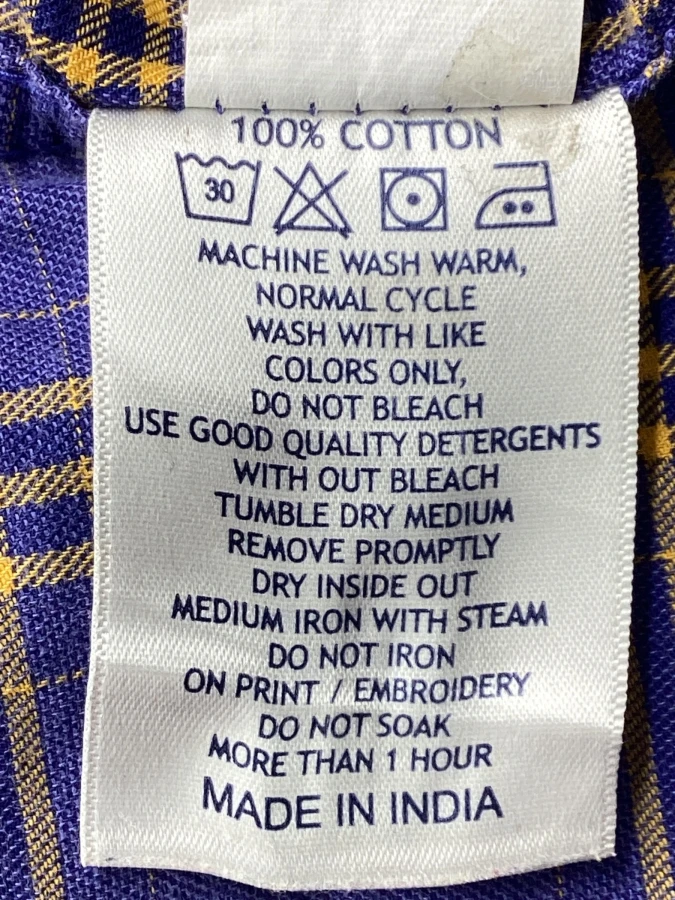 100% COTTON
30
MACHINE WASH WARM,
NORMAL CYCLE
WASH WITH LIKE
COLORS ONLY,
DO NOT BLEACH
USE GOOD QUALITY DETERGENTS
WITH OUT BLEACH
TUMBLE DRY MEDIUM
REMOVE PROMPTLY
DRY INSIDE OUT
MEDIUM IRON WITH STEAM
DO NOT IRON
ON PRINT / EMBROIDERY
DO NOT SOAK
MORE THAN 1 HOUR
MADE IN INDIA